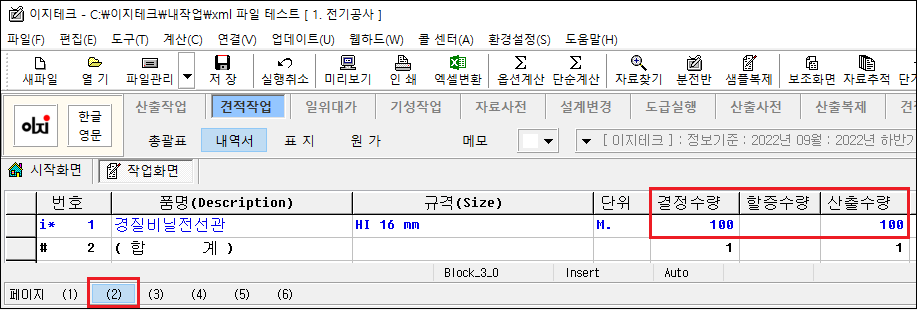 이지테크 - C:\이지테크\내작업\xml 파일 테스트 [ 1. 전기공사 ]
파일(F) 편집(E) 도구(T) 계산(C) 연결(V) 업데이트(U) 웹하드(W) 콜 센터(A) 환경설정(S) 도움말(H)
새파일 열 기 파일관리 저 장 실행취소 미리보기 인 쇄 엑셀변환 옵션계산 단순계산 자료찾기 분전반 샘플복제 보조화면 자료추적
olxi 한글 산출작업 견적작업 일위대가 기성작업 자료사전 설계변경 도급실행 산출사전 산출복제
영문 총괄표 내역서 표 지 원 가 메모 [ 이지테크 ] : 정보기준 : 2022년 09월 : 2022년 하반기
시작화면 작업화면
번호 품명(Description) 규격(Size) 단위 결정수량 할증수량 산출수량
i* 1 경질비닐전선관 HI 16 mm M. 100 100
# 2 ( 합 계 ) 1 1
Block_3_0 Insert Auto
페이지 (1) (2) (3) (4) (5) (6)